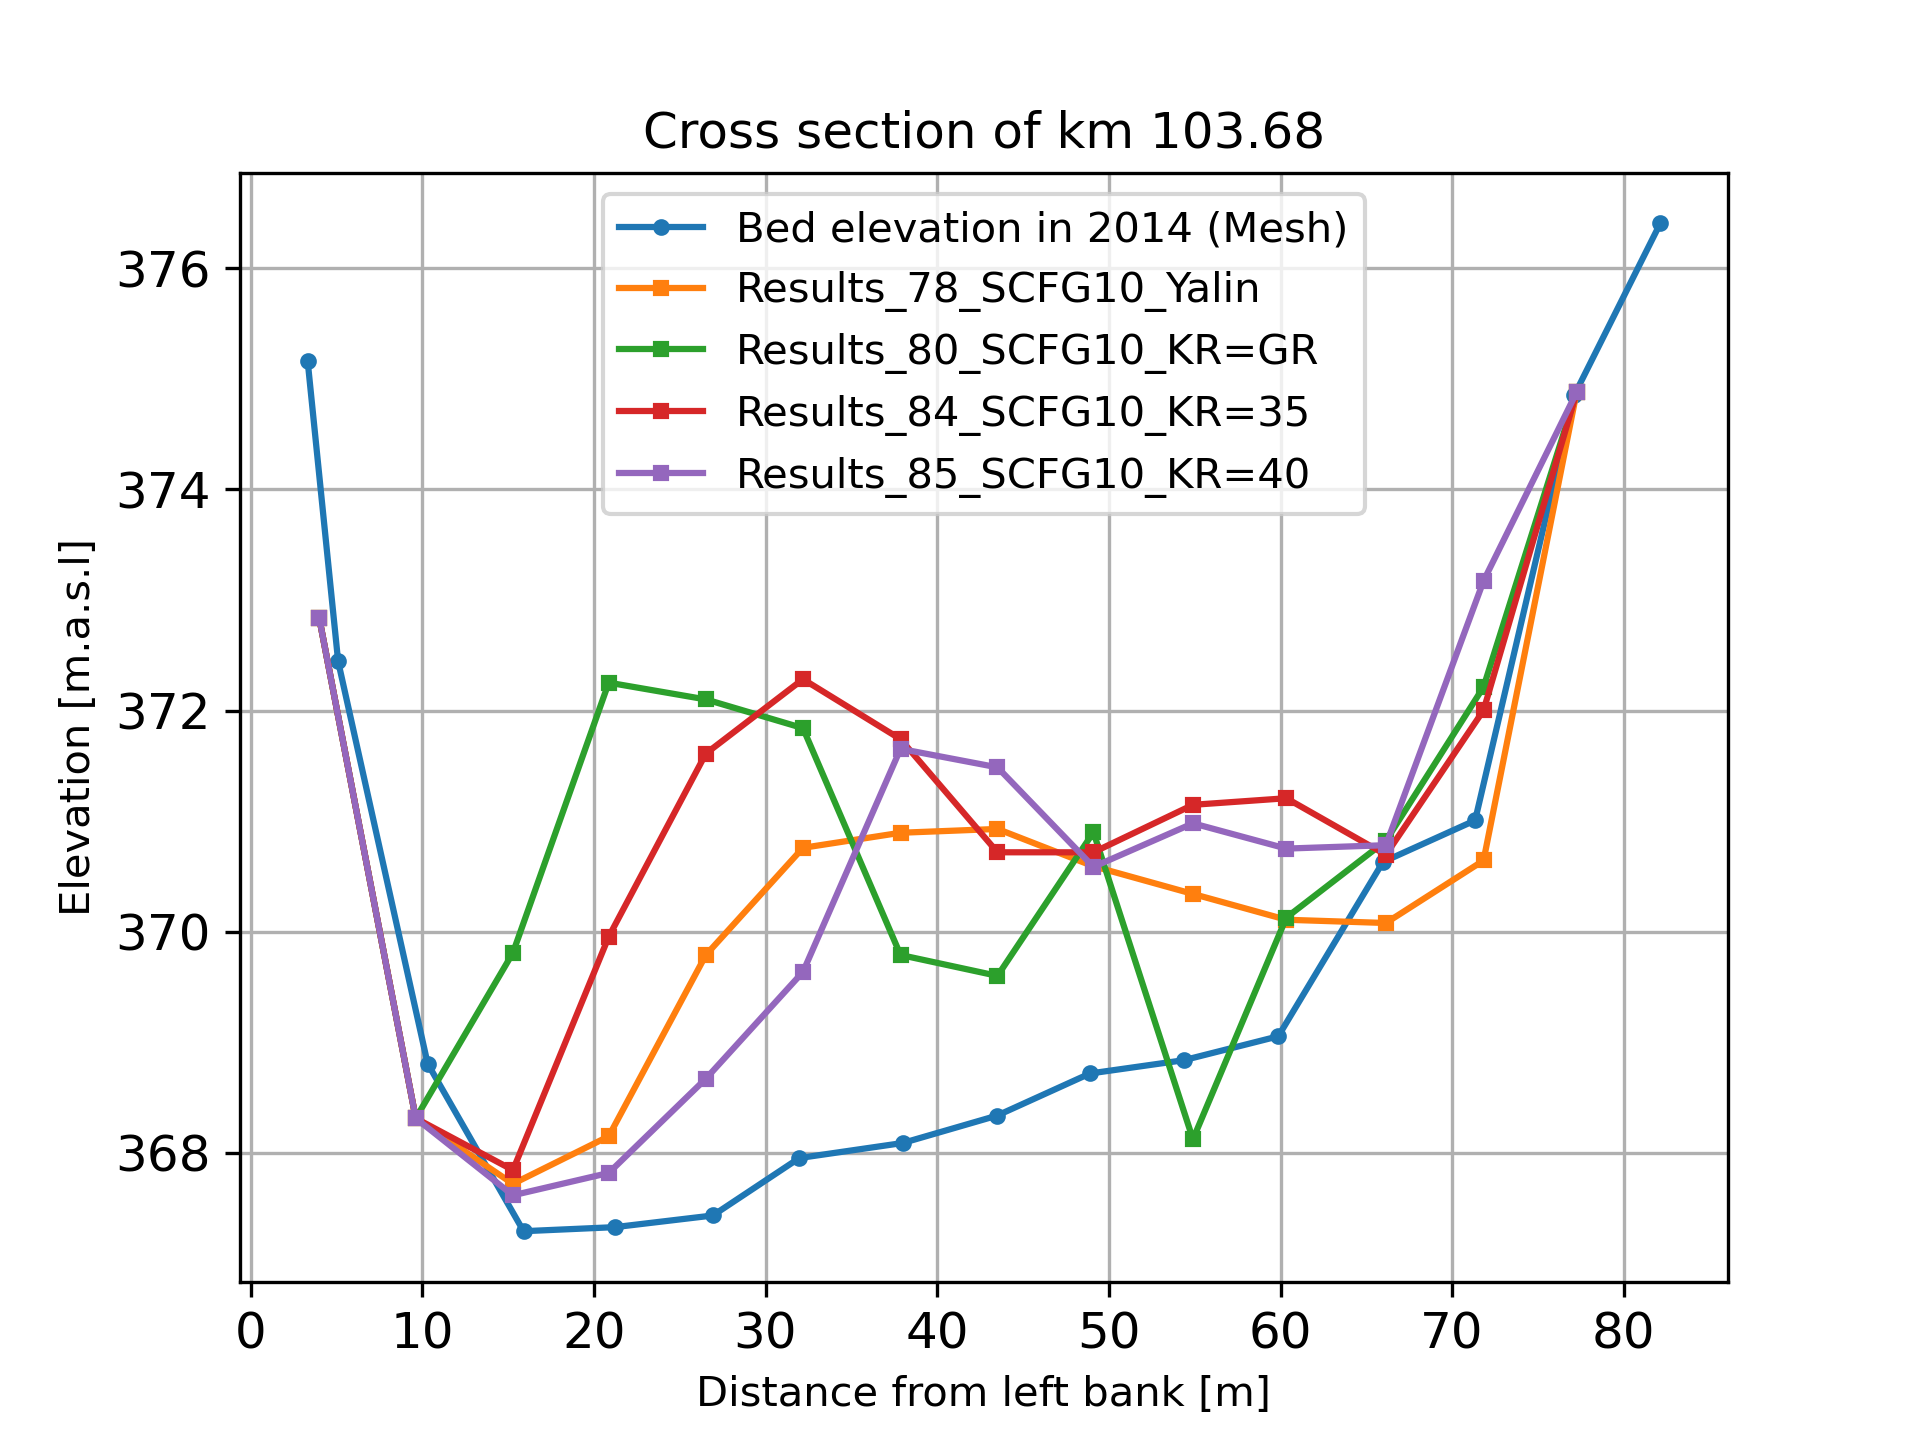 Cross section of km 103.68
Bed elevation in 2014 (Mesh)
Results_78_SCFG10_Yalin
Results_80_SCFG10_KR=GR
Results_84_SCFG10_KR=35
Results_85_SCFG10_KR=40
376
374
372
370
368
Elevation [m.a.s.l]
0 10 20 30 40 50 60 70 80
Distance from left bank [m]